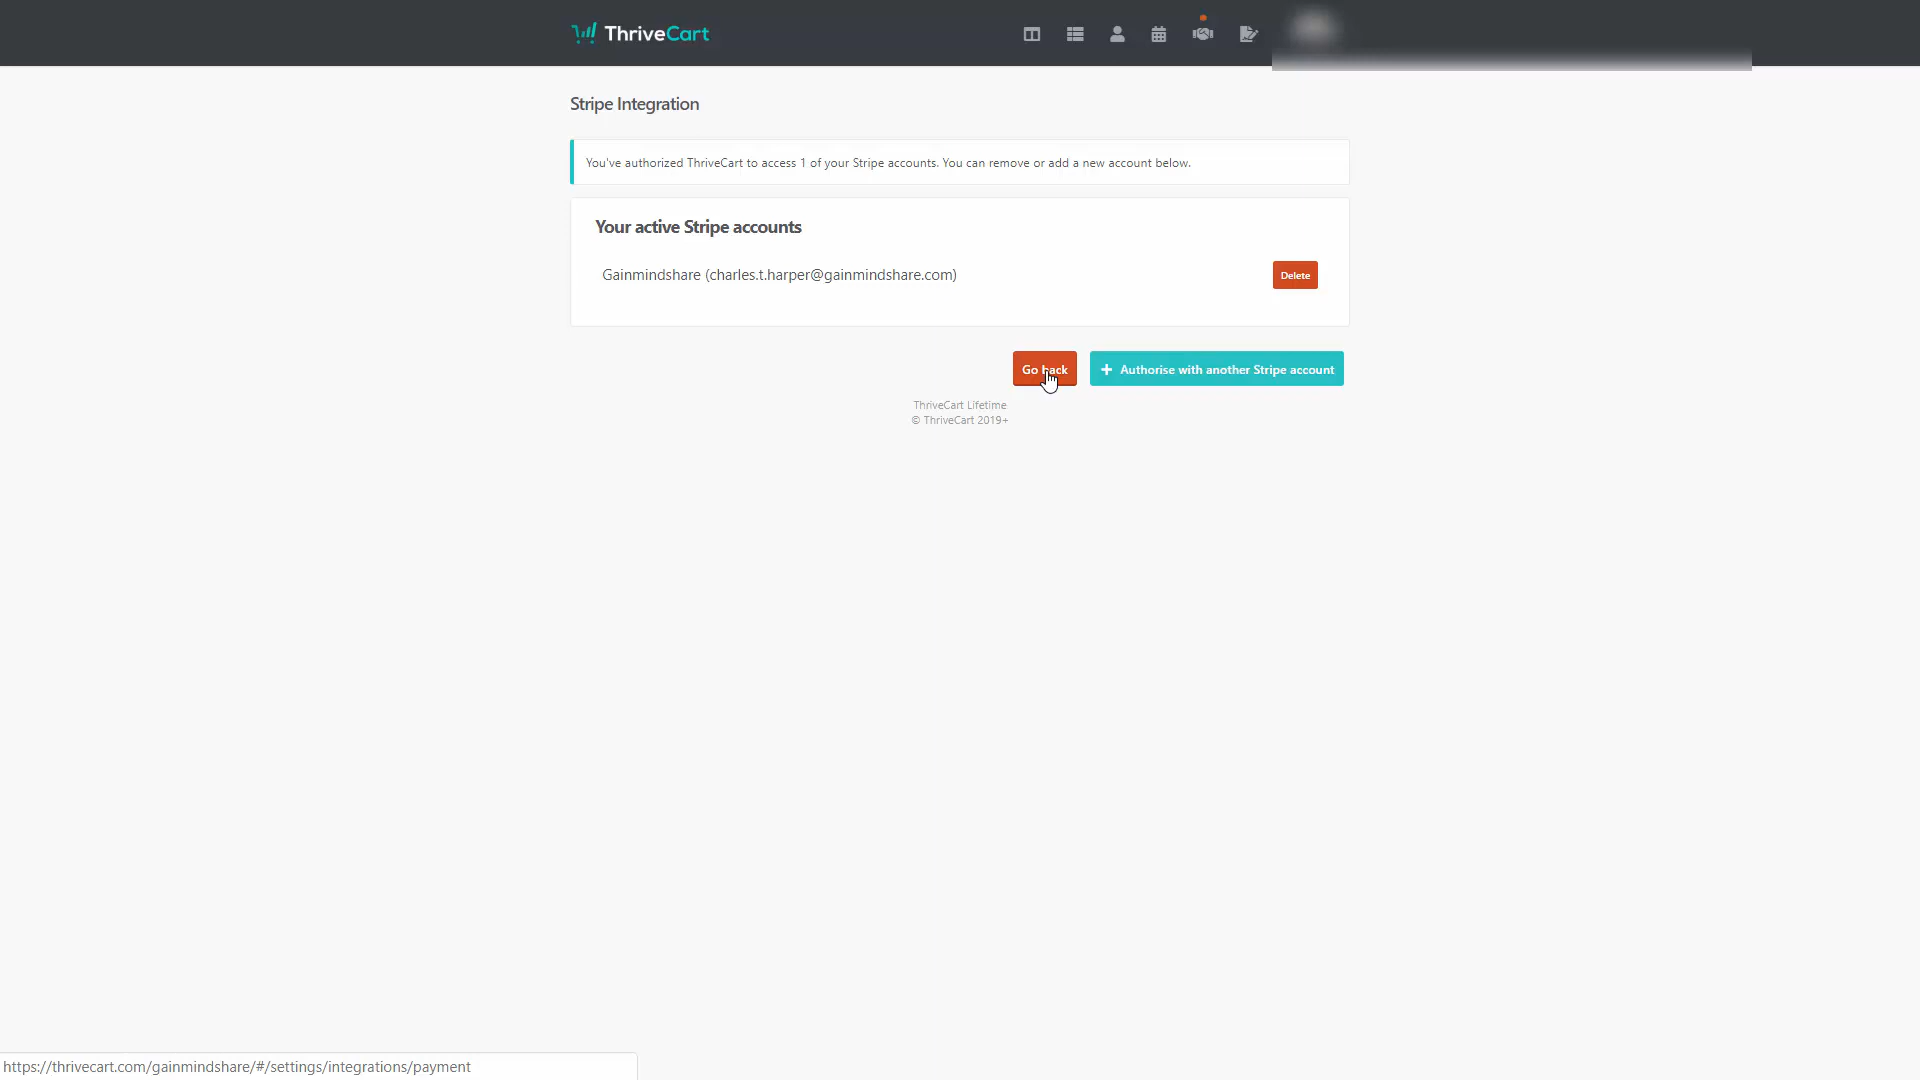 ThriveCart
Stripe Integration
You've authorized ThriveCart to access 1 of your Stripe accounts. You can remove or add a new account below.
Your active Stripe accounts
Gainmindshare (charles.t.harper@gainmindshare.com)
Delete
Go back
+ Authorise with another Stripe account
ThriveCart Lifetime
© ThriveCart 2019+
https://thrivecart.com/gainmindshare/#/settings/integrations/payment